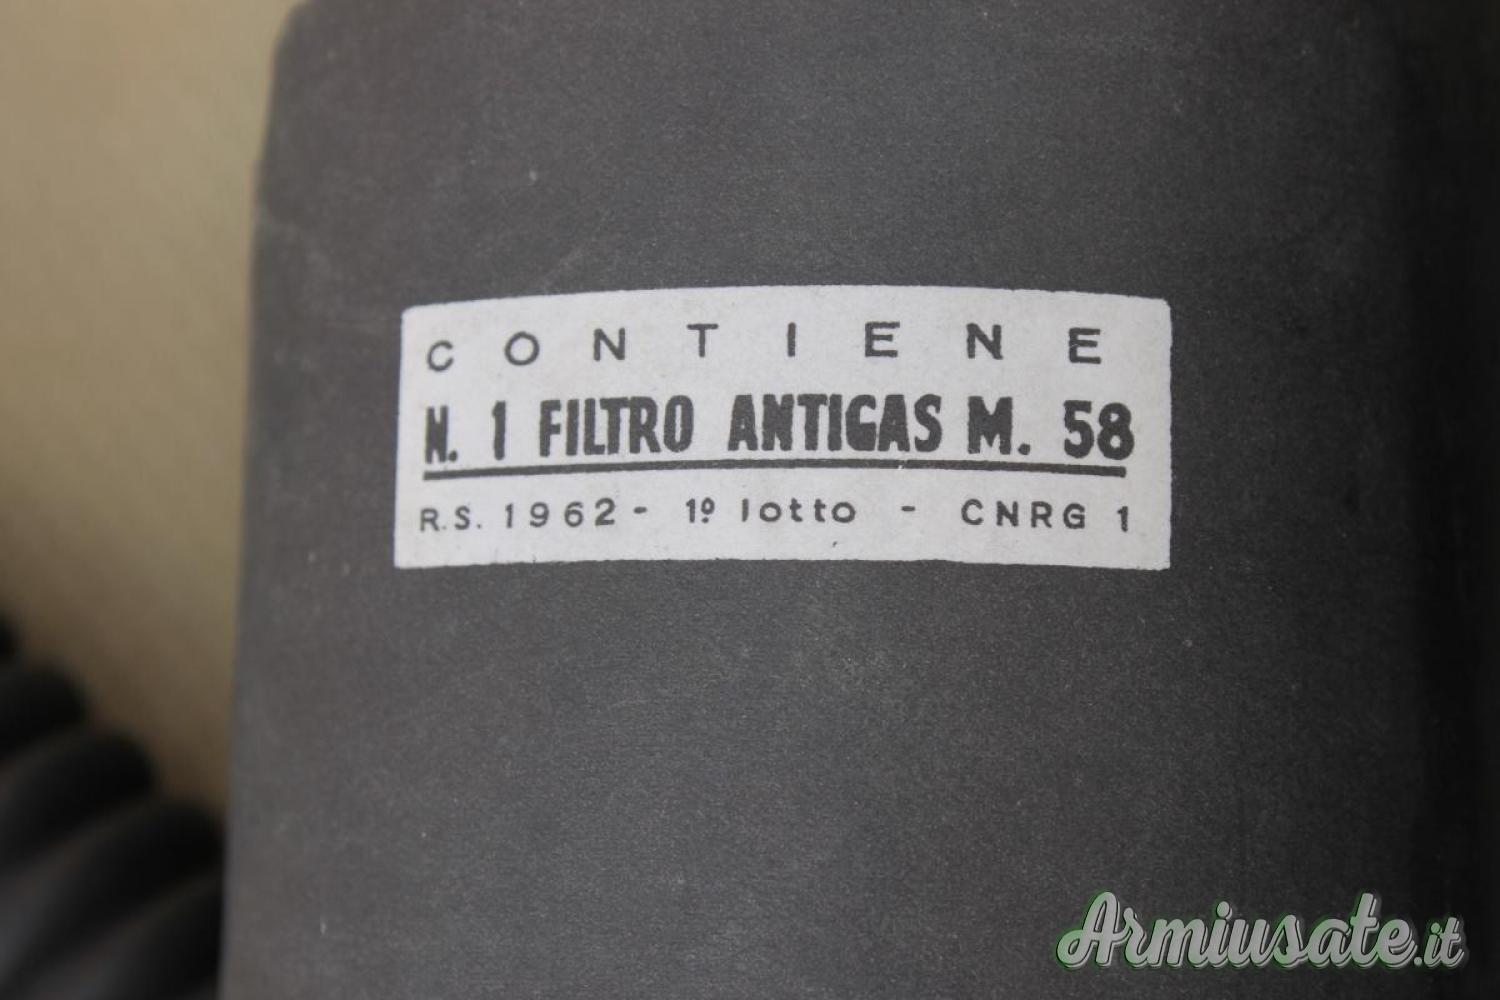 CONTIENE
N. 1 FILTRO ANTIGAS M. 58
R.S. 1962 - 1º lotto - CNRG 1
Armiusate.it